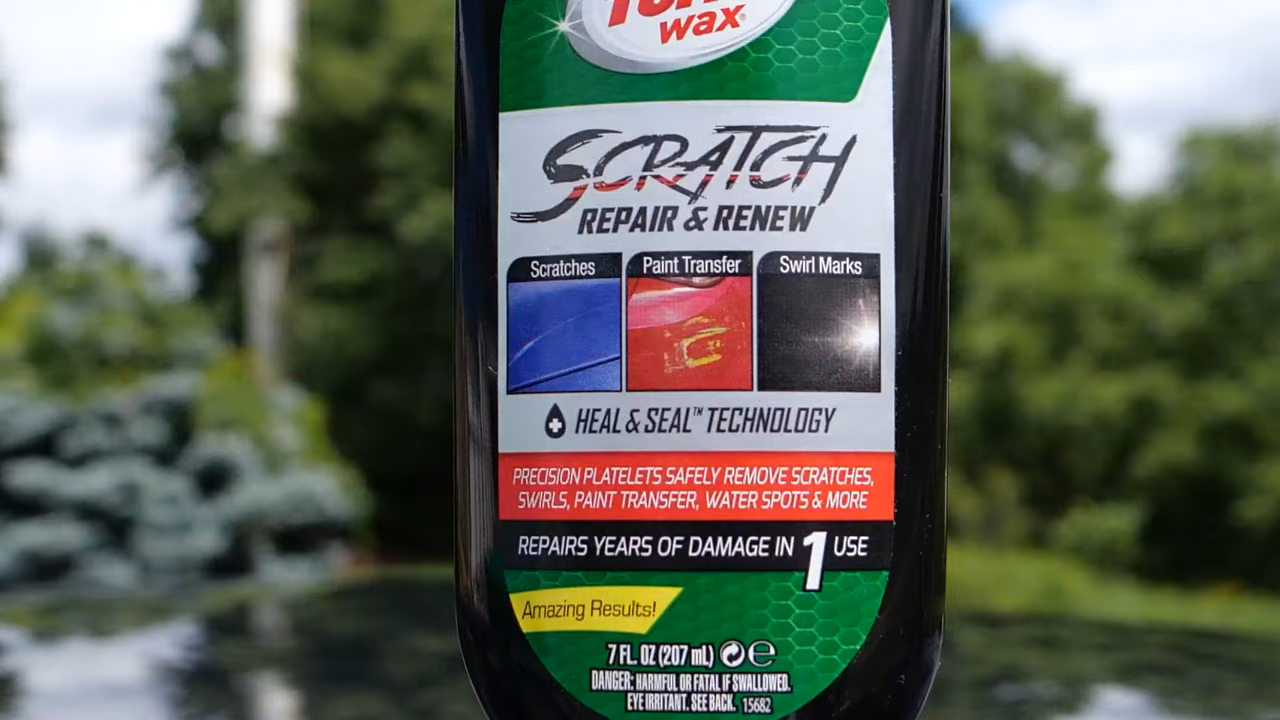 wax®
SCRATCH
REPAIR & RENEW
Scratches
Paint Transfer
Swirl Marks
HEAL & SEAL™ TECHNOLOGY
PRECISION PLATELETS SAFELY REMOVE SCRATCHES,
SWIRLS, PAINT TRANSFER, WATER SPOTS & MORE
REPAIRS YEARS OF DAMAGE IN 1 USE
Amazing Results!
7 FL. OZ (207 mL) ℮
DANGER: HARMFUL OR FATAL IF SWALLOWED.
EYE IRRITANT. SEE BACK. 15682